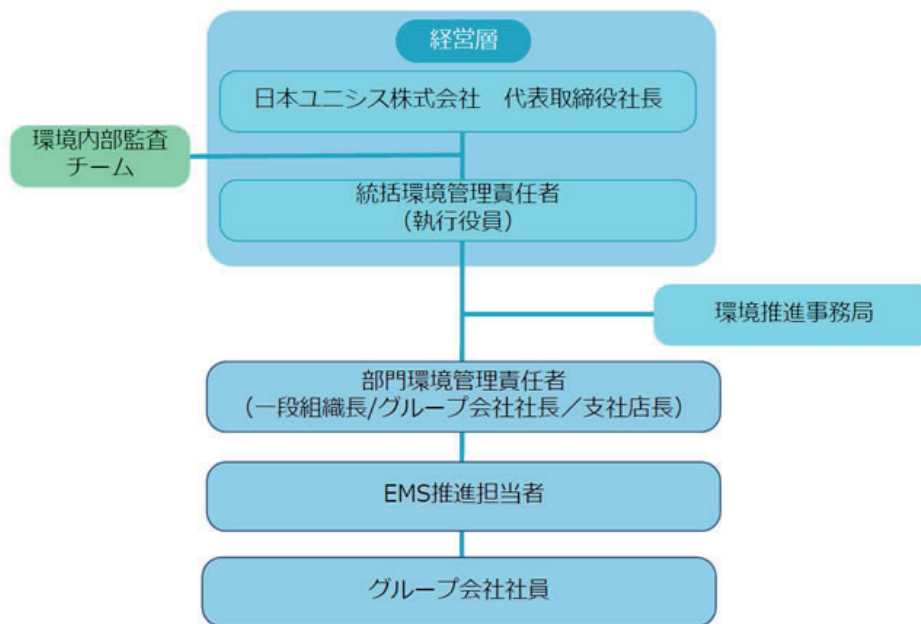 経営層
日本ユニシス株式会社　代表取締役社長
環境内部監査
チーム
統括環境管理責任者
（執行役員）
環境推進事務局
部門環境管理責任者
（一段組織長/グループ会社社長／支社店長）
EMS推進担当者
グループ会社社員